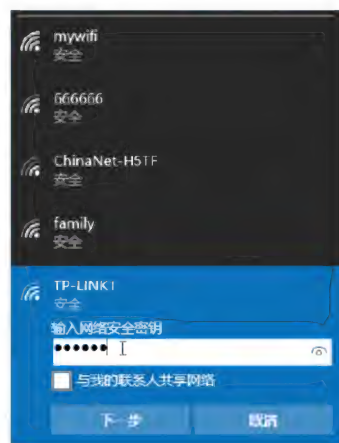 mywifi
安全
666666
安全
ChinaNet-H5TF
安全
family
安全
TP-LINK1
安全
输入网络安全密钥
●●●●●●
与我的联系人共享网络
下一步
取消